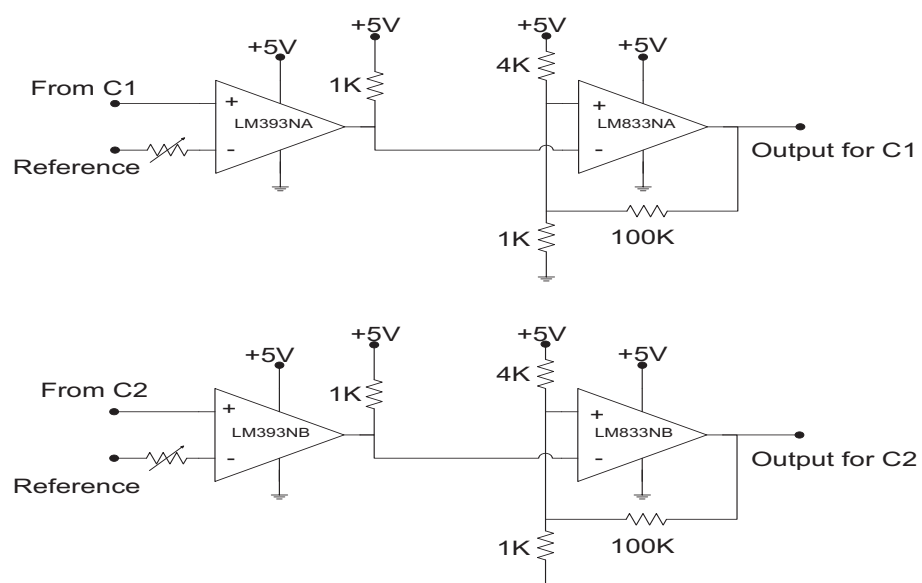 +5V
+5V
+5V
+5V
1K
4K
From C1
+
LM393NA
-
Reference
+
LM833NA
-
Output for C1
1K
100K
+5V
+5V
+5V
+5V
1K
4K
From C2
+
LM393NB
-
Reference
+
LM833NB
-
Output for C2
1K
100K